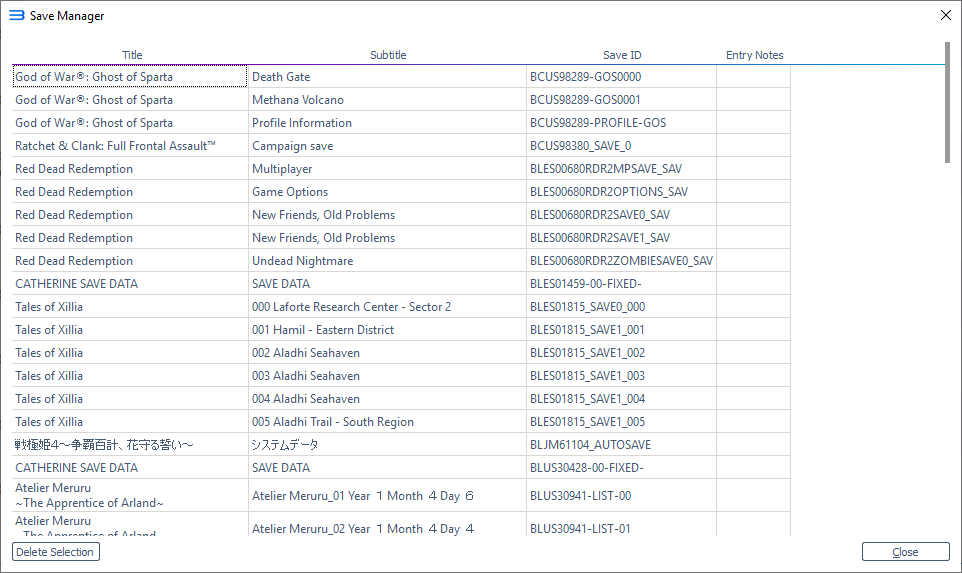 Save Manager
Title Subtitle Save ID Entry Notes
God of War®: Ghost of Sparta Death Gate BCUS98289-GOS0000
God of War®: Ghost of Sparta Methana Volcano BCUS98289-GOS0001
God of War®: Ghost of Sparta Profile Information BCUS98289-PROFILE-GOS
Ratchet & Clank: Full Frontal Assault™ Campaign save BCUS98380_SAVE_0
Red Dead Redemption Multiplayer BLES00680RDR2MPSAVE_SAV
Red Dead Redemption Game Options BLES00680RDR2OPTIONS_SAV
Red Dead Redemption New Friends, Old Problems BLES00680RDR2SAVE0_SAV
Red Dead Redemption New Friends, Old Problems BLES00680RDR2SAVE1_SAV
Red Dead Redemption Undead Nightmare BLES00680RDR2ZOMBIESAVE0_SAV
CATHERINE SAVE DATA SAVE DATA BLES01459-00-FIXED-
Tales of Xillia 000 Laforte Research Center - Sector 2 BLES01815_SAVE0_000
Tales of Xillia 001 Hamil - Eastern District BLES01815_SAVE1_001
Tales of Xillia 002 Aladhi Seahaven BLES01815_SAVE1_002
Tales of Xillia 003 Aladhi Seahaven BLES01815_SAVE1_003
Tales of Xillia 004 Aladhi Seahaven BLES01815_SAVE1_004
Tales of Xillia 005 Aladhi Trail - South Region BLES01815_SAVE1_005
戦極姫4～争覇百計、花守る誓い～ システムデータ BLJM61104_AUTOSAVE
CATHERINE SAVE DATA SAVE DATA BLUS30428-00-FIXED-
Atelier Meruru
~The Apprentice of Arland~ Atelier Meruru_01 Year １ Month ４ Day ６ BLUS30941-LIST-00
Atelier Meruru
~The Apprentice of Arland~ Atelier Meruru_02 Year １ Month ４ Day ４ BLUS30941-LIST-01
Delete Selection Close